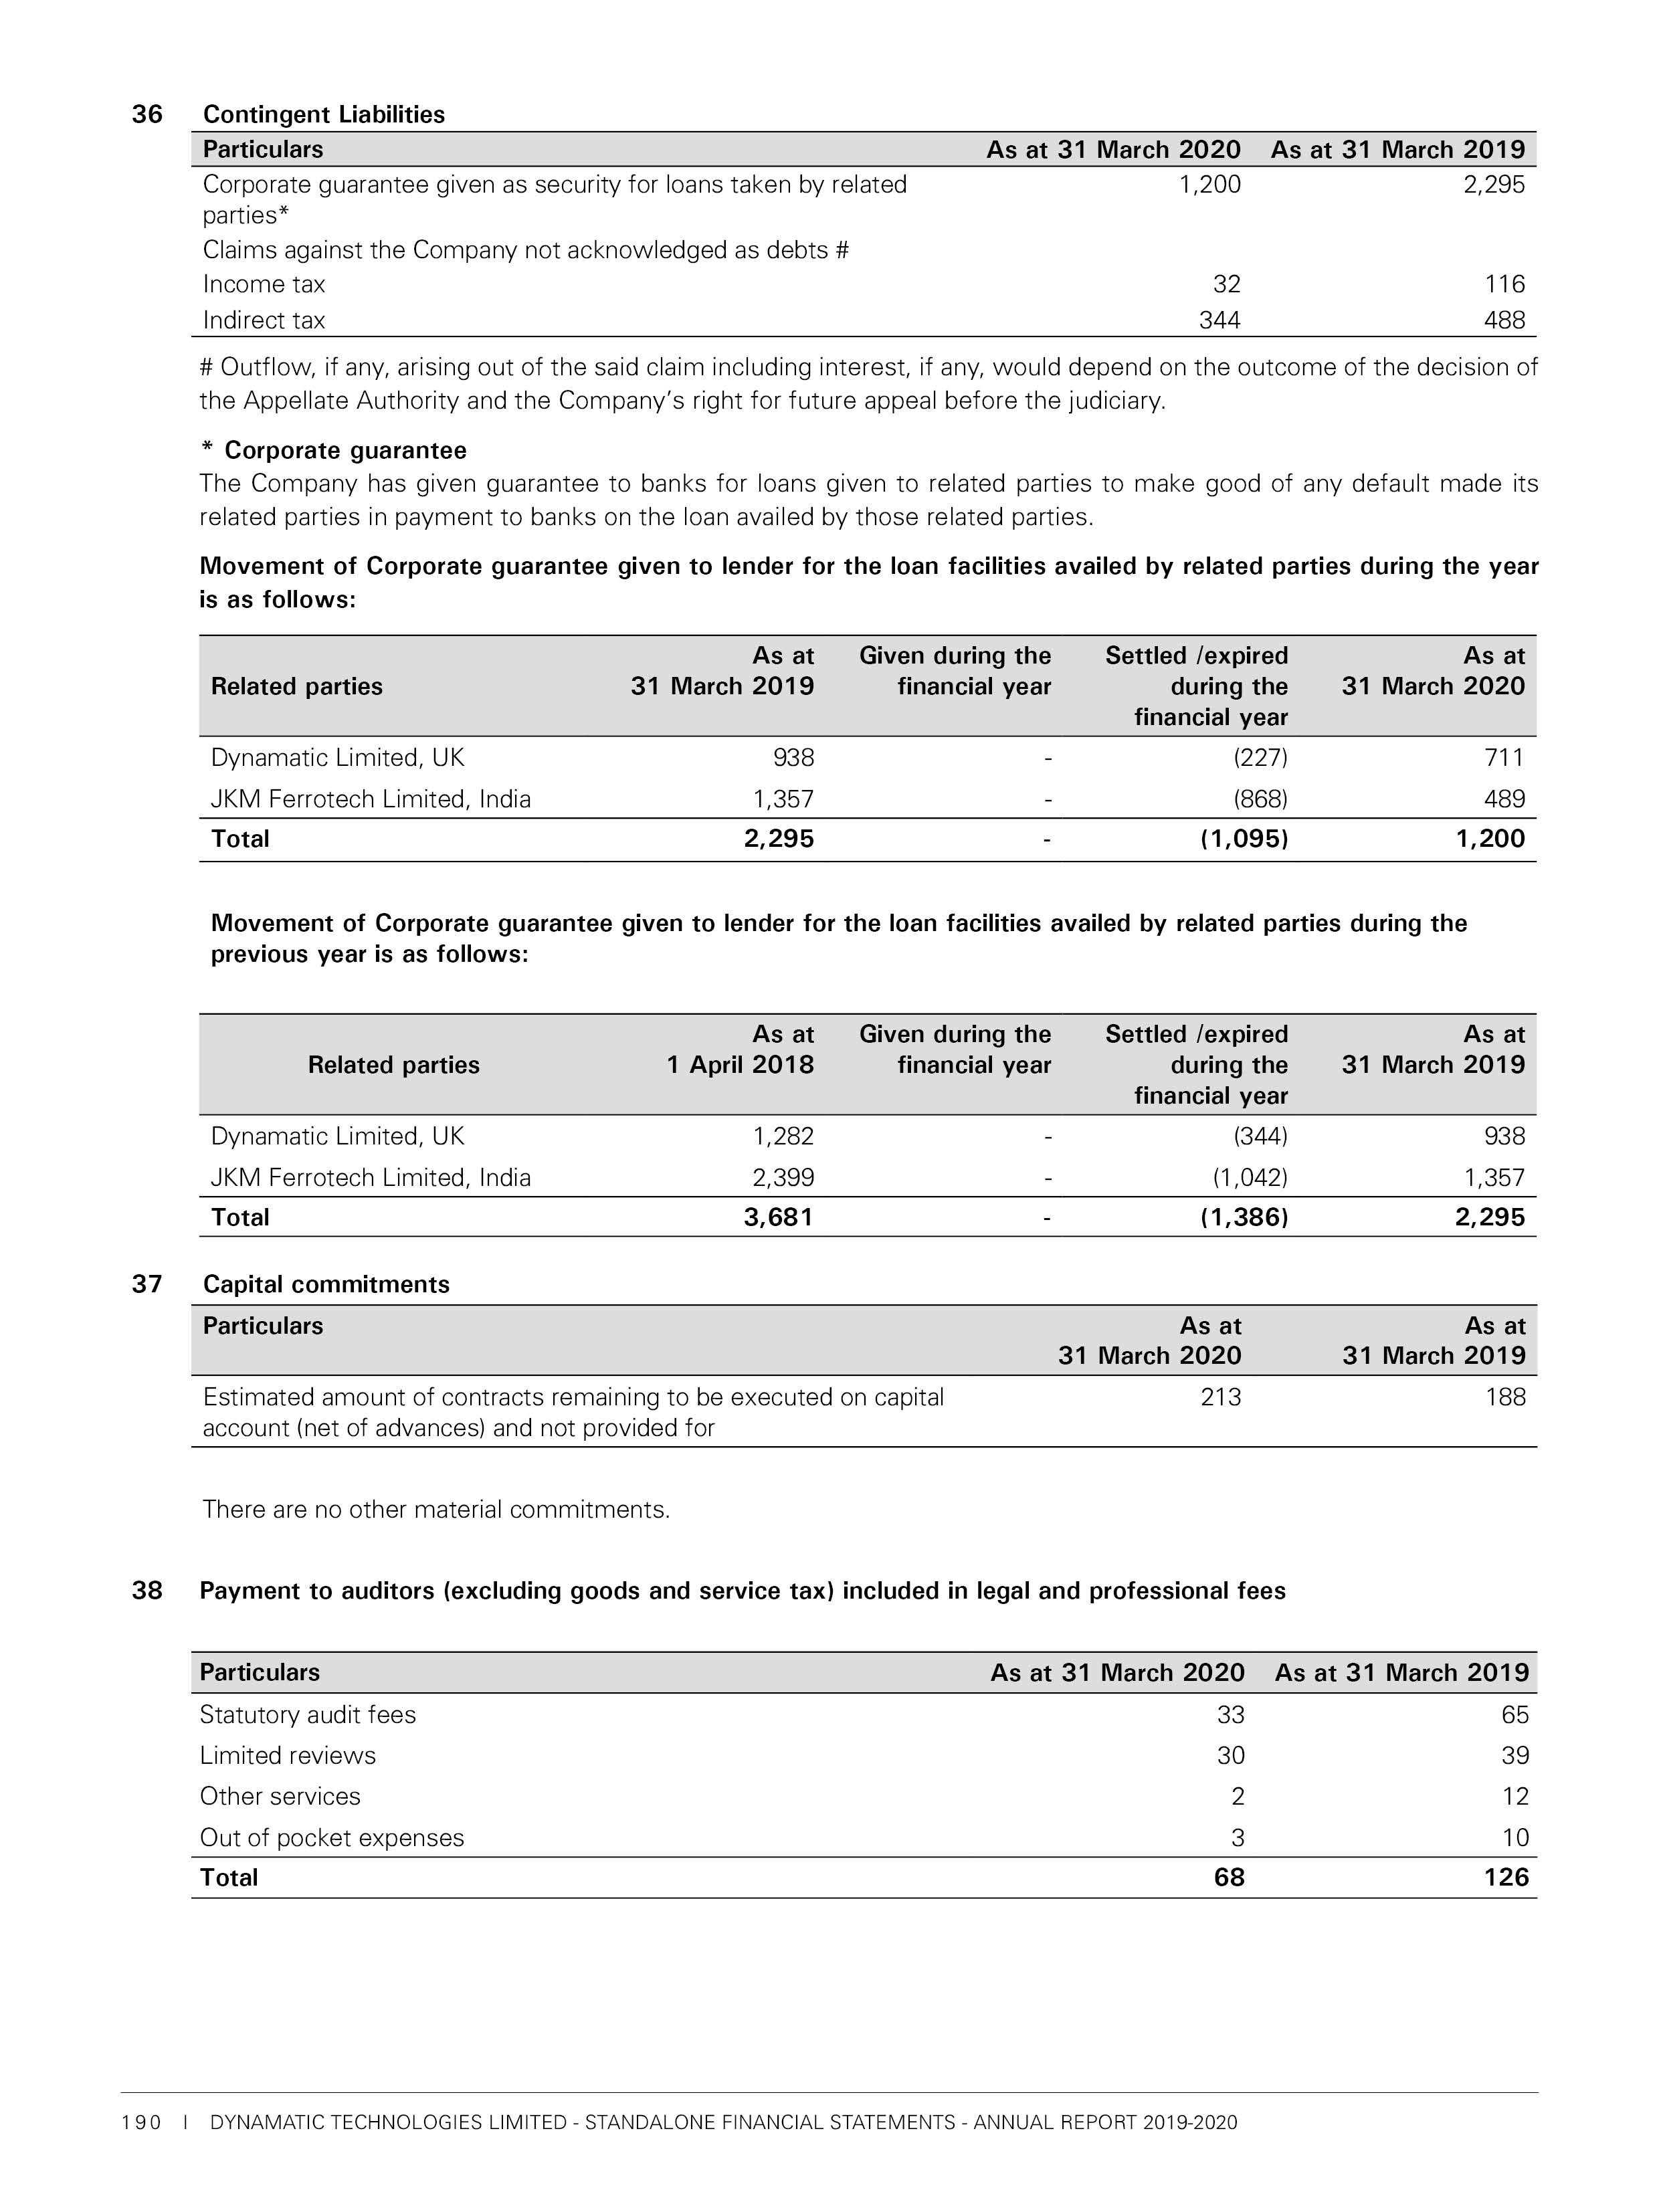 36 Contingent Liabilities
Particulars As at 31 March 2020 As at 31 March 2019
Corporate guarantee given as security for loans taken by related 1,200 2,295
parties*
Claims against the Company not acknowledged as debts #
Income tax 32 116
Indirect tax 344 488
# Outflow, if any, arising out of the said claim including interest, if any, would depend on the outcome of the decision of
the Appellate Authority and the Company's right for future appeal before the judiciary.
* Corporate guarantee
The Company has given guarantee to banks for loans given to related parties to make good of any default made its
related parties in payment to banks on the loan availed by those related parties.
Movement of Corporate guarantee given to lender for the loan facilities availed by related parties during the year
is as follows:
As at Given during the Settled /expired As at
Related parties 31 March 2019 financial year during the 31 March 2020
financial year
Dynamatic Limited, UK 938 - (227) 711
JKM Ferrotech Limited, India 1,357 - (868) 489
Total 2,295 - (1,095) 1,200
Movement of Corporate guarantee given to lender for the loan facilities availed by related parties during the
previous year is as follows:
As at Given during the Settled /expired As at
Related parties 1 April 2018 financial year during the 31 March 2019
financial year
Dynamatic Limited, UK 1,282 - (344) 938
JKM Ferrotech Limited, India 2,399 - (1,042) 1,357
Total 3,681 - (1,386) 2,295
37 Capital commitments
Particulars As at As at
31 March 2020 31 March 2019
Estimated amount of contracts remaining to be executed on capital 213 188
account (net of advances) and not provided for
There are no other material commitments.
38 Payment to auditors (excluding goods and service tax) included in legal and professional fees
Particulars As at 31 March 2020 As at 31 March 2019
Statutory audit fees 33 65
Limited reviews 30 39
Other services 2 12
Out of pocket expenses 3 10
Total 68 126
190 I DYNAMATIC TECHNOLOGIES LIMITED - STANDALONE FINANCIAL STATEMENTS - ANNUAL REPORT 2019-2020